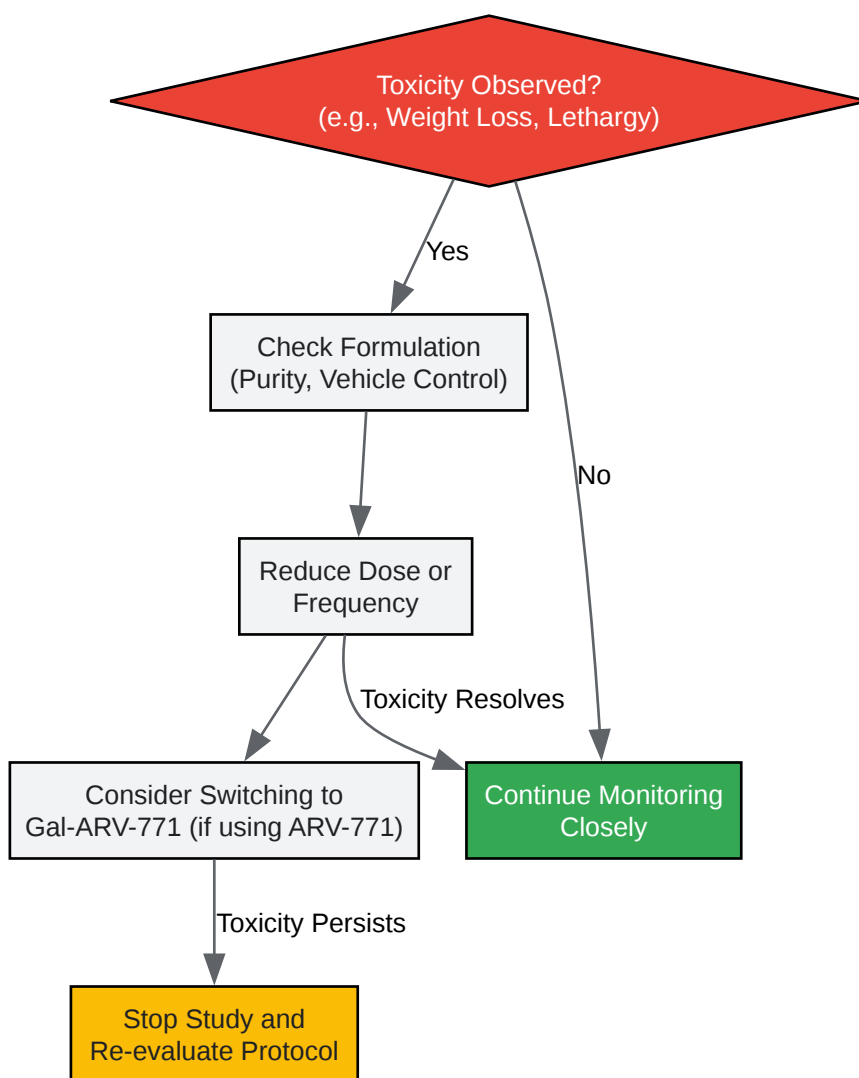 Toxicity Observed?
(e.g., Weight Loss, Lethargy)
Yes
Check Formulation
(Purity, Vehicle Control)
No
Reduce Dose or
Frequency
Toxicity Resolves
Consider Switching to
Gal-ARV-771 (if using ARV-771)
Continue Monitoring
Closely
Toxicity Persists
Stop Study and
Re-evaluate Protocol